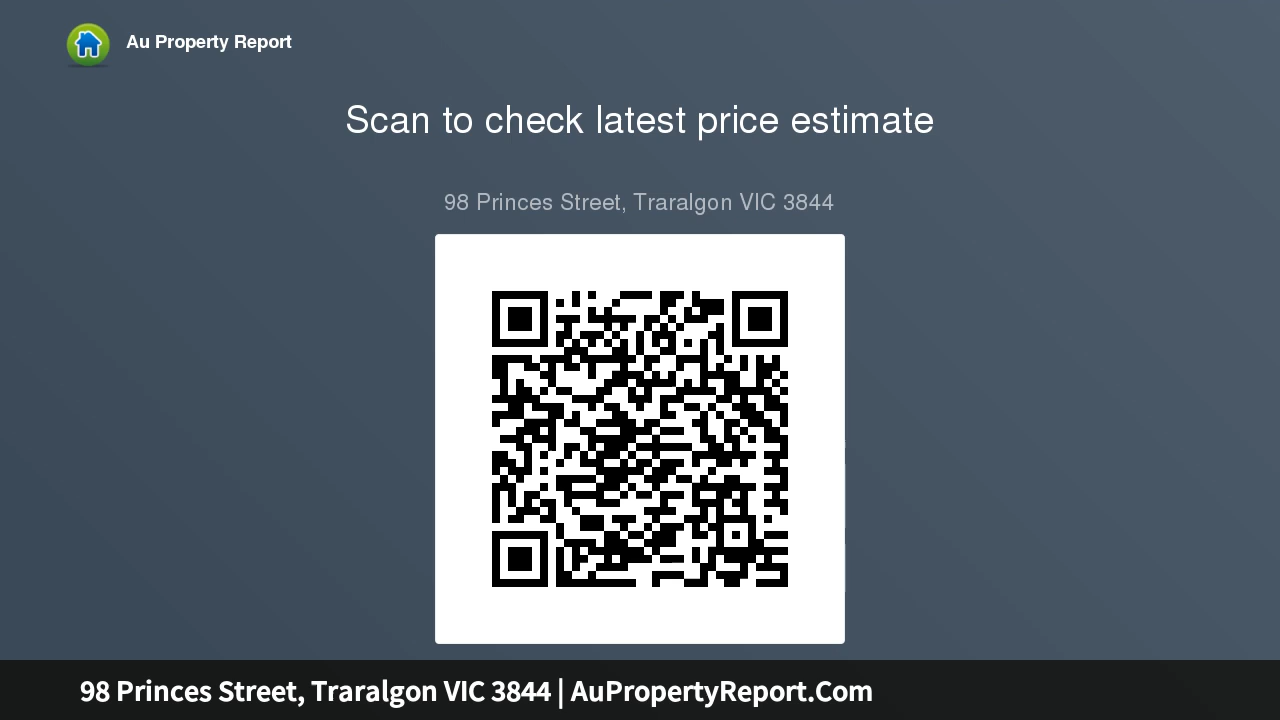 Au Property Report
Scan to check latest price estimate
98 Princes Street, Traralgon VIC 3844
98 Princes Street, Traralgon VIC 3844 | AuPropertyReport.Com